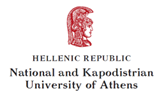 HELLENIC REPUBLIC
National and Kapodistrian
University of Athens